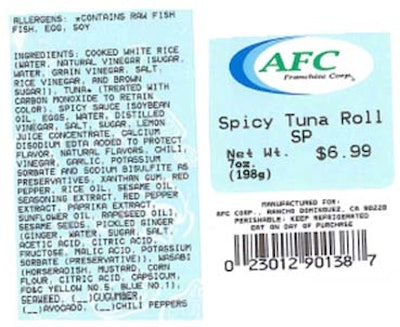 ALLERGENS: *CONTAINS RAW FISH
FISH, EGG, SOY
INGREDIENTS: COOKED WHITE RICE
(WATER, NATURAL VINEGAR (SUGAR,
WATER, GRAIN VINEGAR, SALT,
RICE VINEGAR, AND BROWN
SUGAR)), TUNA* (TREATED WITH
CARBON MONOXIDE TO RETAIN
COLOR), SPICY SAUCE (SOYBEAN
OIL, EGGS, WATER, DISTILLED
VINEGAR, SALT, SUGAR, LEMON
JUICE CONCENTRATE, CALCIUM
DISODIUM EDTA ADDED TO PROTECT
FLAVOR, NATURAL FLAVORS, CHILI,
VINEGAR, GARLIC, POTASSIUM
SORBATE AND SODIUM BISULFITE AS
PRESERVATIVES, XANTHAN GUM, RED
PEPPER, RICE OIL, SESAME OIL,
SEASONING EXTRACT, RED PEPPER
EXTRACT, PAPRIKA EXTRACT,
SUNFLOWER OIL, RAPESEED OIL),
SESAME SEEDS, PICKLED GINGER
(GINGER, WATER, SUGAR, SALT,
ACETIC ACID, CITRIC ACID,
FRUCTOSE, MALIC ACID, POTASSIUM
SORBATE (PRESERVATIVE)), WASABI
(HORSERADISH, MUSTARD, CORN
FLOUR, CITRIC ACID, CAPSICUM,
FD&C YELLOW NO.5, BLUE NO.1),
SEAWEED, (__)CUCUMBER,
(__)AVOCADO, (__)CHILI PEPPERS
AFC
Franchise Corp.
Spicy Tuna Roll
SP
Net Wt. $6.99
7oz.
(198g)
MANUFACTURED FOR:
AFC CORP., RANCHO DOMINGUEZ, CA 90220
PERISHABLE: KEEP REFRIGERATED
EAT ON DAY OF PURCHASE
0 23012 90138 7